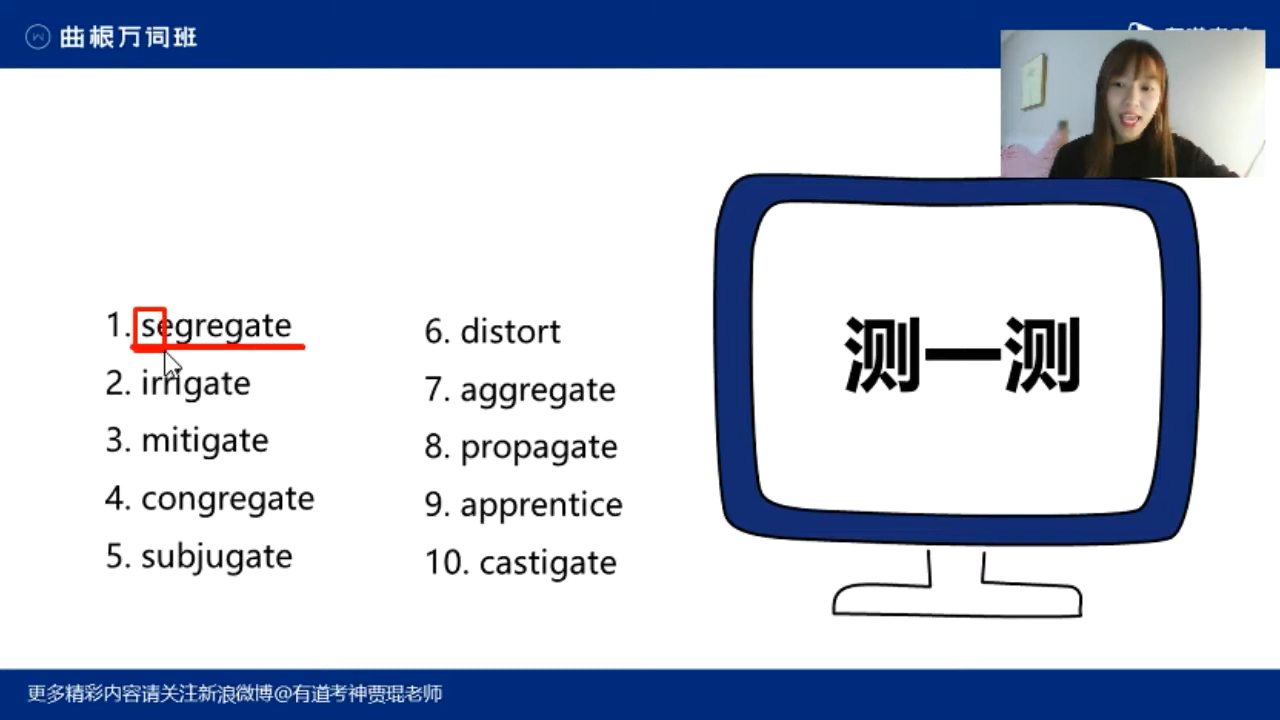 曲根万词班
1. segregate
2. irrigate
3. mitigate
4. congregate
5. subjugate
6. distort
7. aggregate
8. propagate
9. apprentice
10. castigate
测一测
更多精彩内容请关注新浪微博@有道考神贾琨老师